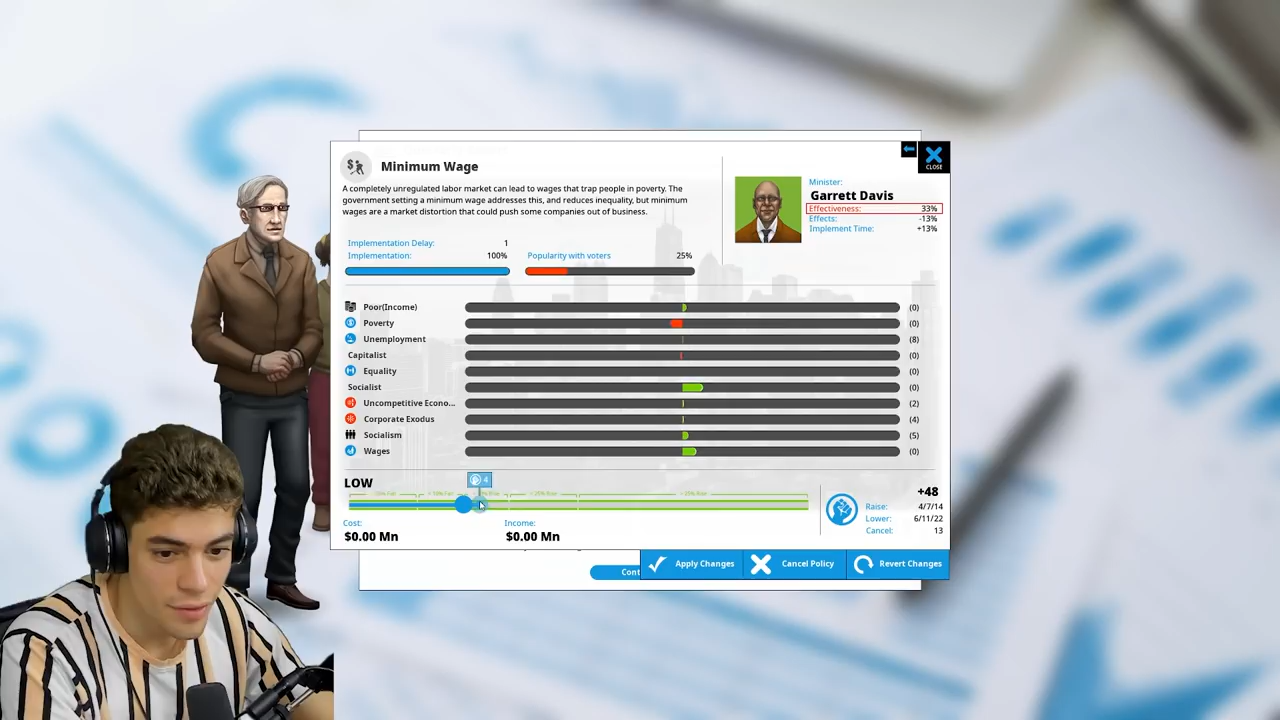 Minimum Wage
CLOSE
A completely unregulated labor market can lead to wages that trap people in poverty. The
government setting a minimum wage addresses this, and reduces inequality, but minimum
wages are a market distortion that could push some companies out of business.
Minister:
Garrett Davis
Effectiveness: 33%
Effects: -13%
Implement Time: +13%
Implementation Delay: 1
Implementation: 100%
Popularity with voters 25%
Poor(Income) (0)
Poverty (0)
Unemployment (8)
Capitalist (0)
Equality (0)
Socialist (0)
Uncompetitive Econo... (2)
Corporate Exodus (4)
Socialism (5)
Wages (0)
LOW
4
Cost:
$0.00 Mn
Income:
$0.00 Mn
+48
Raise: 4/7/14
Lower: 6/11/22
Cancel: 13
Cont
Apply Changes
Cancel Policy
Revert Changes